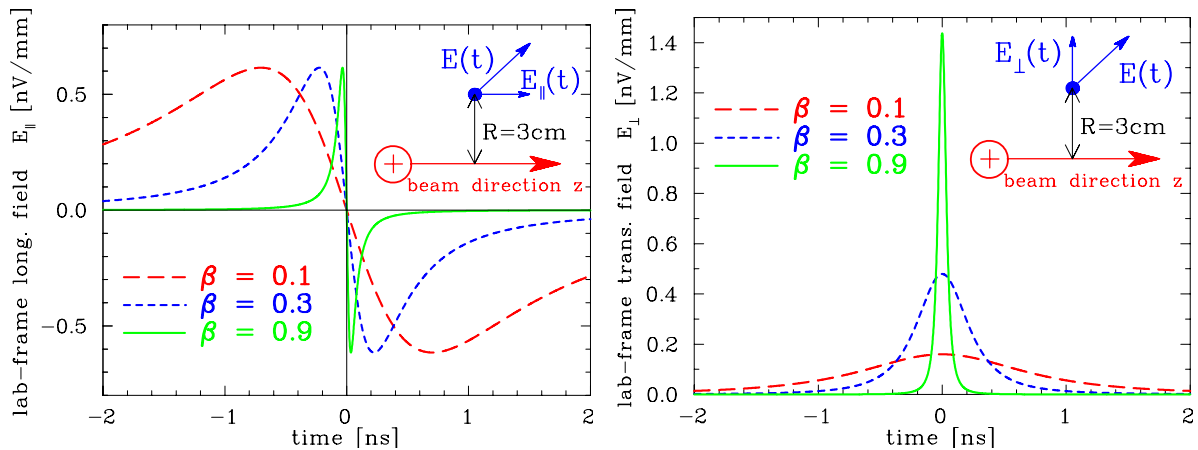 lab-frame long. field E∥ [nV/mm]
0.5
0.0
-0.5
-2
-1
0
1
2
time [ns]
β = 0.1
β = 0.3
β = 0.9
E(t)
E∥(t)
R=3cm
+
beam direction z
lab-frame trans. field E⊥ [nV/mm]
1.4
1.2
1.0
0.8
0.6
0.4
0.2
0.0
-2
-1
0
1
2
time [ns]
β = 0.1
β = 0.3
β = 0.9
E⊥(t)
E(t)
R=3cm
+
beam direction z